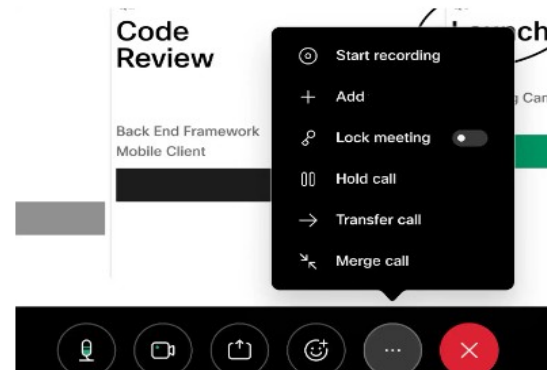 Code
Review
Back End Framework
Mobile Client
Start recording
Add
Lock meeting
Hold call
Transfer call
Merge call